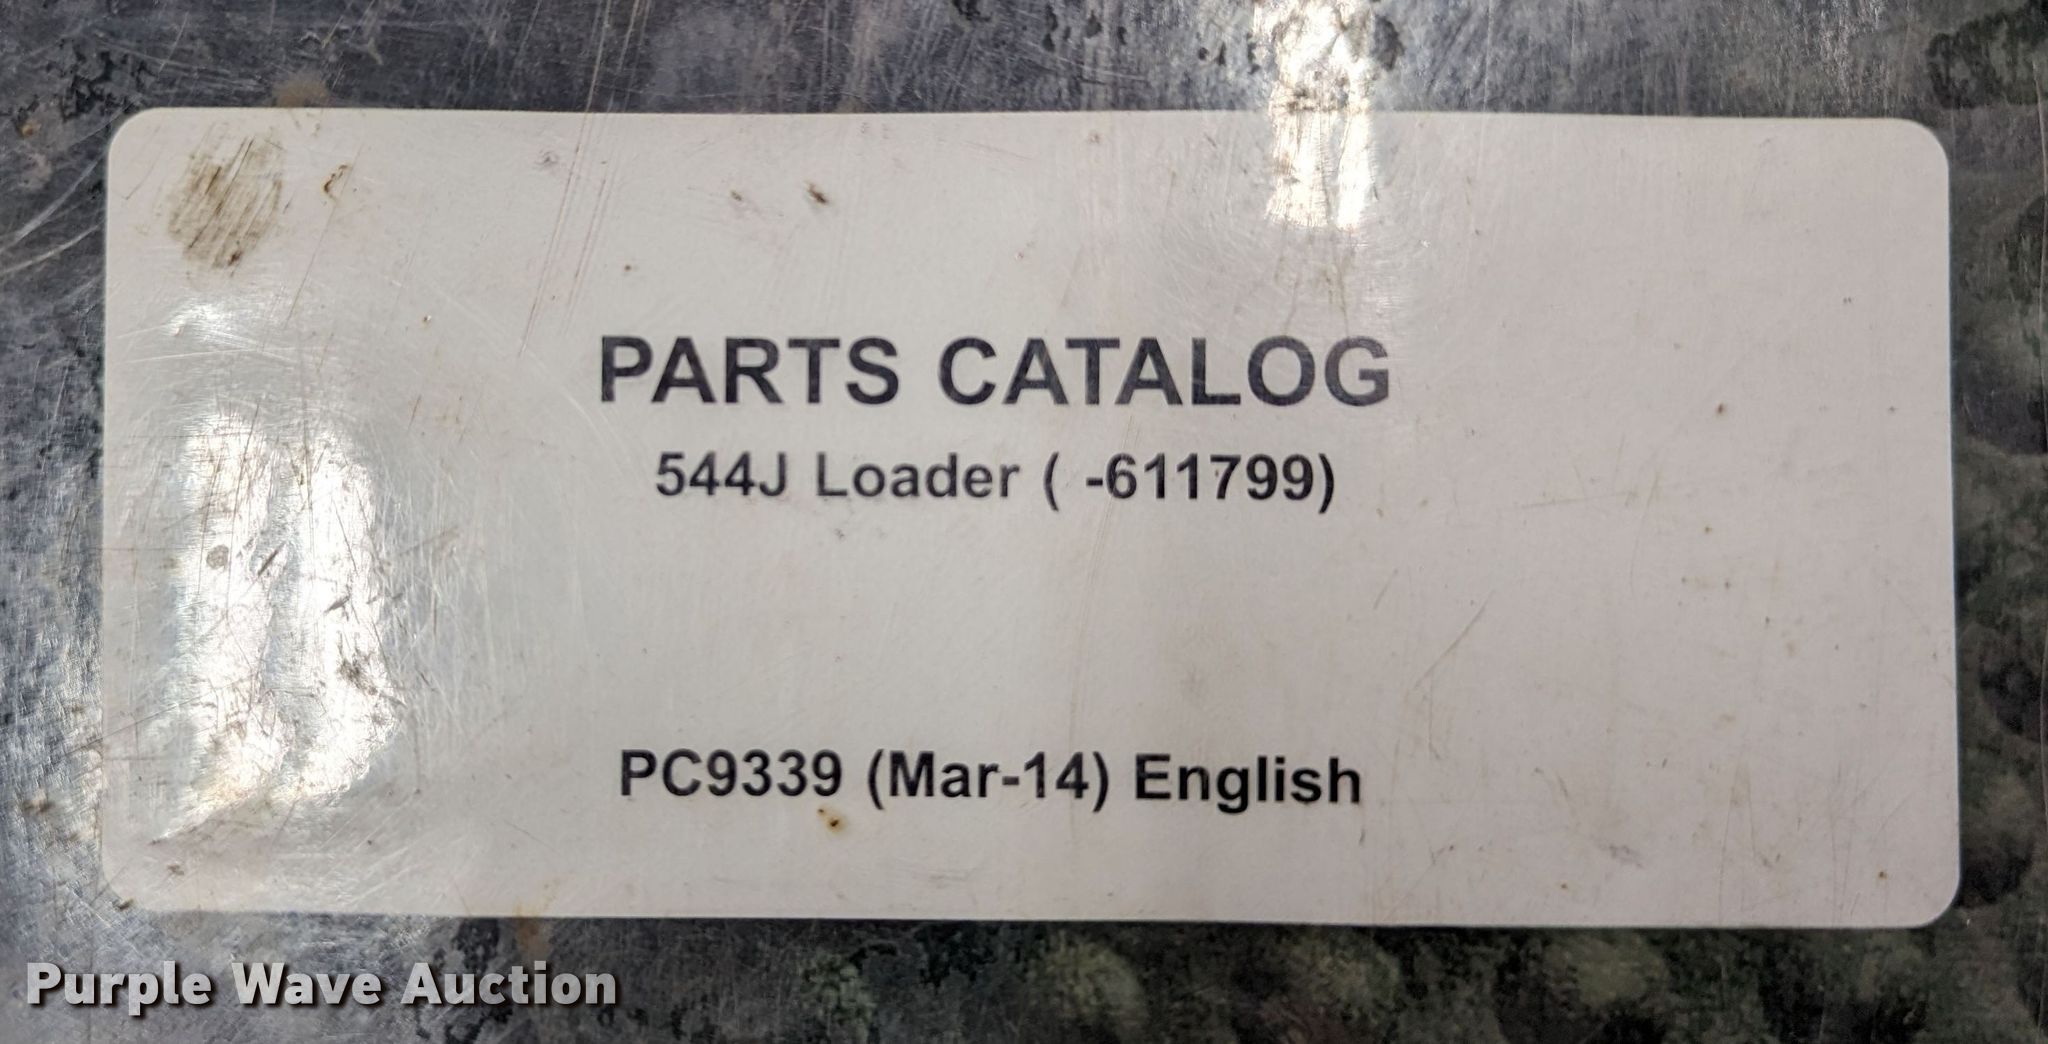 PARTS CATALOG
544J Loader ( -611799)
PC9339 (Mar-14) English
Purple Wave Auction